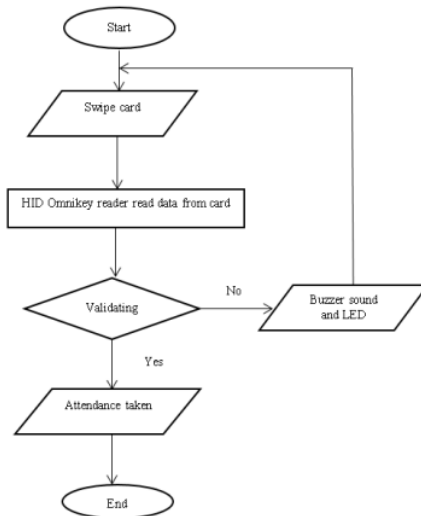 Start
Swipe card
HID Omnikey reader read data from card
Validating
No
Buzzer sound
and LED
Yes
Attendance taken
End